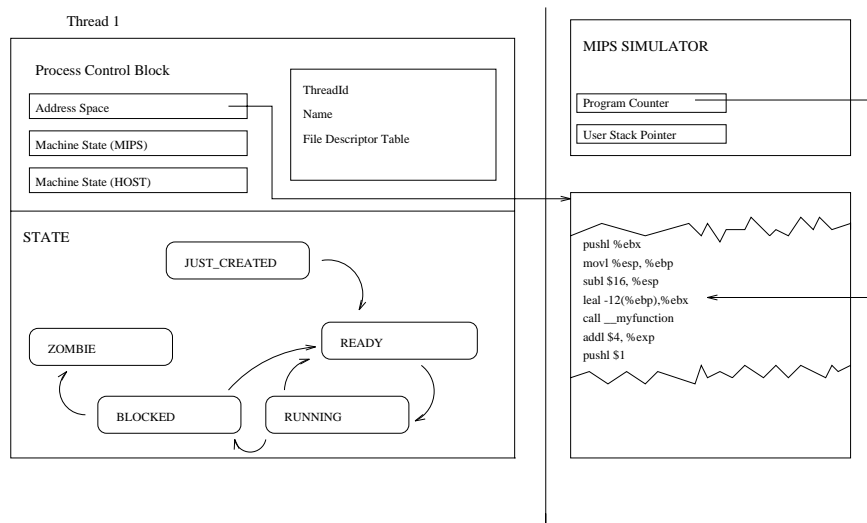 Thread 1
Process Control Block
Address Space
Machine State (MIPS)
Machine State (HOST)
ThreadId
Name
File Descriptor Table
STATE
JUST_CREATED
READY
ZOMBIE
BLOCKED
RUNNING
MIPS SIMULATOR
Program Counter
User Stack Pointer
pushl %ebx
movl %esp, %ebp
subl $16, %esp
leal -12(%ebp),%ebx
call __myfunction
addl $4, %exp
pushl $1